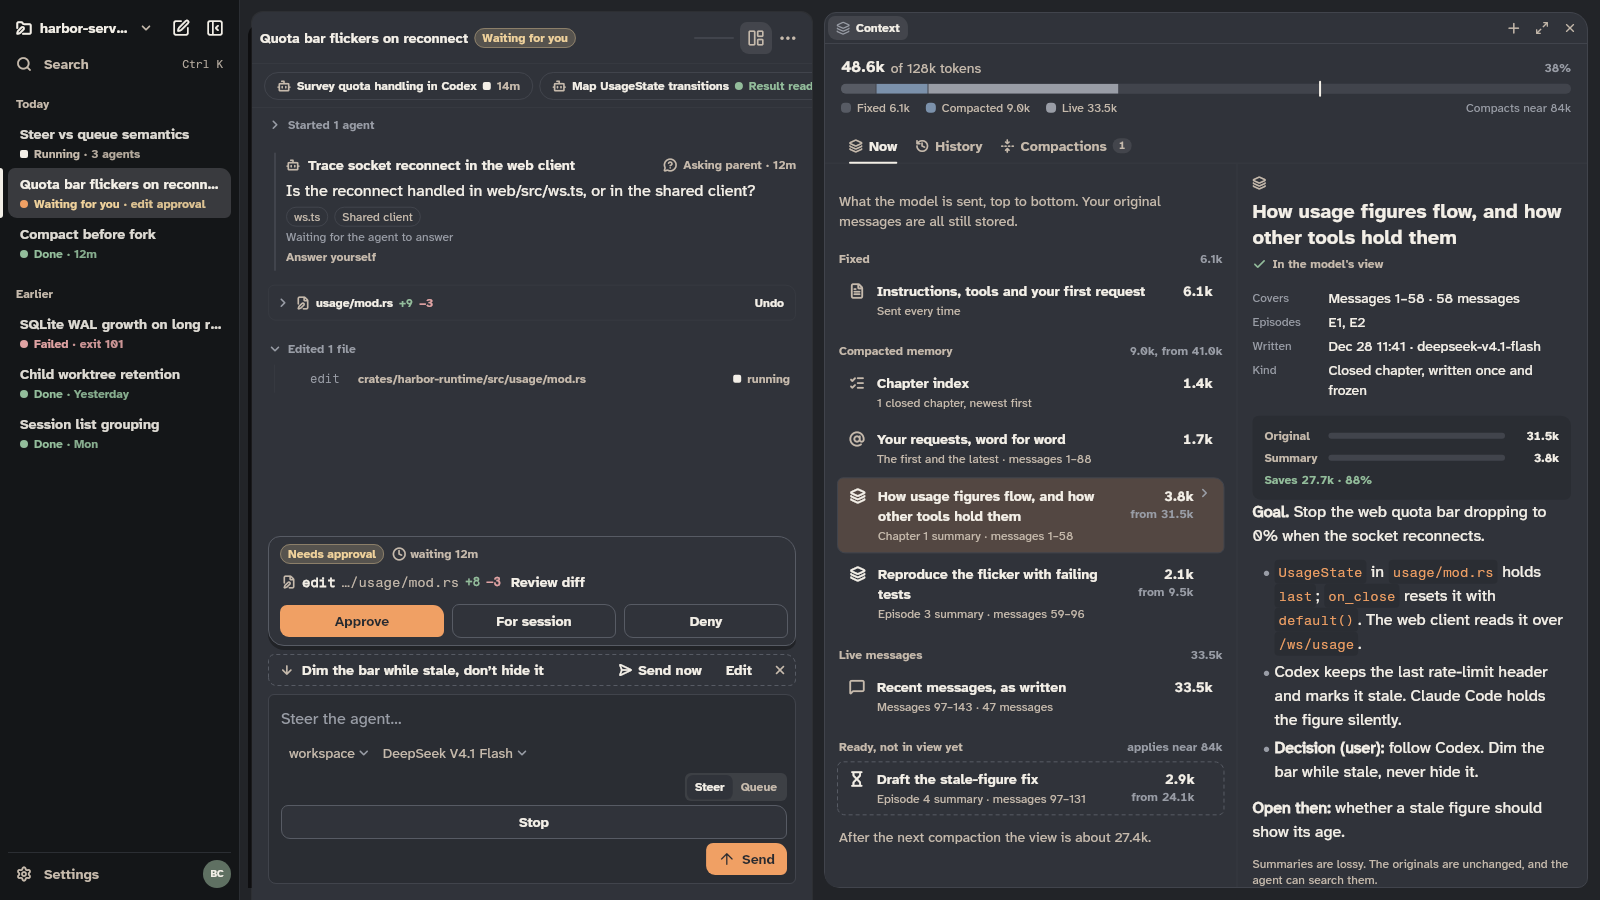 harbor-serv...
Search
Ctrl K
Today
Steer vs queue semantics
Running · 3 agents
Quota bar flickers on reconn...
Waiting for you · edit approval
Compact before fork
Done · 12m
Earlier
SQLite WAL growth on long r...
Failed · exit 101
Child worktree retention
Done · Yesterday
Session list grouping
Done · Mon
Settings
BC
Quota bar flickers on reconnect
Waiting for you
Survey quota handling in Codex
14m
Map UsageState transitions
Result read
Started 1 agent
Trace socket reconnect in the web client
Asking parent · 12m
Is the reconnect handled in web/src/ws.ts, or in the shared client?
ws.ts
Shared client
Waiting for the agent to answer
Answer yourself
usage/mod.rs +9 −3
Undo
Edited 1 file
edit crates/harbor-runtime/src/usage/mod.rs
running
Needs approval
waiting 12m
edit …/usage/mod.rs +8 −3 Review diff
Approve
For session
Deny
Dim the bar while stale, don't hide it
Send now
Edit
Steer the agent...
workspace
DeepSeek V4.1 Flash
Steer
Queue
Stop
Send
Context
48.6k of 128k tokens
38%
Fixed 6.1k
Compacted 9.0k
Live 33.5k
Compacts near 84k
Now
History
Compactions 1
What the model is sent, top to bottom. Your original
messages are all still stored.
Fixed
6.1k
Instructions, tools and your first request
6.1k
Sent every time
Compacted memory
9.0k, from 41.0k
Chapter index
1.4k
1 closed chapter, newest first
Your requests, word for word
1.7k
The first and the latest · messages 1–88
How usage figures flow, and how
other tools hold them
3.8k
from 31.5k
Chapter 1 summary · messages 1–58
Reproduce the flicker with failing
tests
2.1k
from 9.5k
Episode 3 summary · messages 59–96
Live messages
33.5k
Recent messages, as written
33.5k
Messages 97–143 · 47 messages
Ready, not in view yet
applies near 84k
Draft the stale-figure fix
2.9k
Episode 4 summary · messages 97–131
from 24.1k
After the next compaction the view is about 27.4k.
How usage figures flow, and how
other tools hold them
In the model's view
Covers
Messages 1–58 · 58 messages
Episodes
E1, E2
Written
Dec 28 11:41 · deepseek-v4.1-flash
Kind
Closed chapter, written once and
frozen
Original
31.5k
Summary
3.8k
Saves 27.7k · 88%
Goal. Stop the web quota bar dropping to
0% when the socket reconnects.
UsageState in usage/mod.rs holds
last; on_close resets it with
default(). The web client reads it over
/ws/usage.
Codex keeps the last rate-limit header
and marks it stale. Claude Code holds
the figure silently.
Decision (user): follow Codex. Dim the
bar while stale, never hide it.
Open then: whether a stale figure should
show its age.
Summaries are lossy. The originals are unchanged, and the
agent can search them.